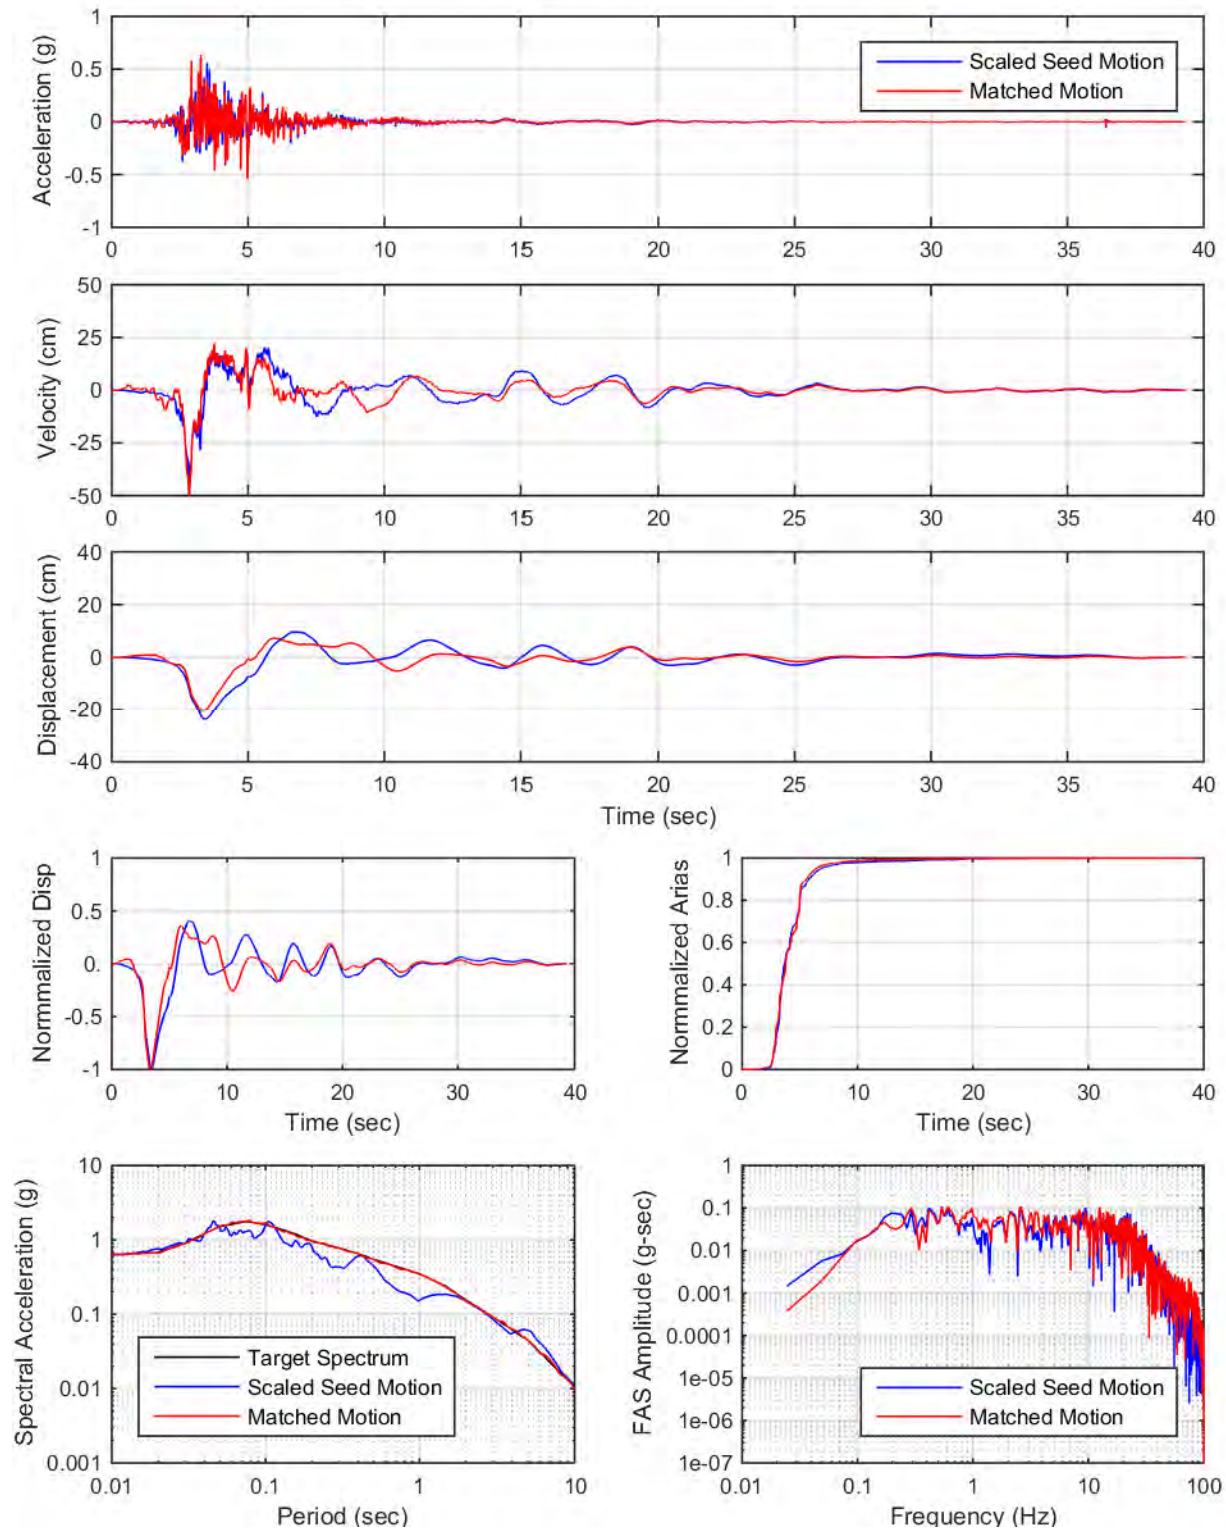 1
0.5
0
-0.5
-1
Acceleration (g)
Scaled Seed Motion
Matched Motion
0 5 10 15 20 25 30 35 40
50
25
0
-25
-50
Velocity (cm)
0 5 10 15 20 25 30 35 40
40
20
0
-20
-40
Displacement (cm)
0 5 10 15 20 25 30 35 40
Time (sec)
1
0.5
0
-0.5
-1
Normmalized Disp
0 10 20 30 40
Time (sec)
1
0.8
0.6
0.4
0.2
0
Normmalized Arias
0 10 20 30 40
Time (sec)
10
1
0.1
0.01
0.001
Spectral Acceleration (g)
Target Spectrum
Scaled Seed Motion
Matched Motion
0.01 0.1 1 10
Period (sec)
1
0.10
0.01
0.001
0.0001
1e-05
1e-06
1e-07
FAS Amplitude (g-sec)
Scaled Seed Motion
Matched Motion
0.01 0.1 1 10 100
Frequency (Hz)